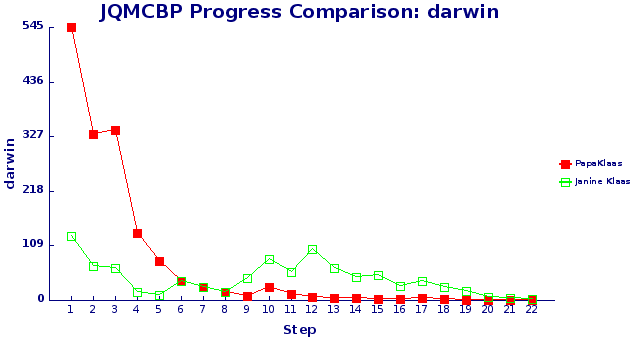 JQMCBP Progress Comparison: darwin
545
436
327
218
109
0
darwin
1 2 3 4 5 6 7 8 9 10 11 12 13 14 15 16 17 18 19 20 21 22
Step
PapaKlaas
Janine Klaas